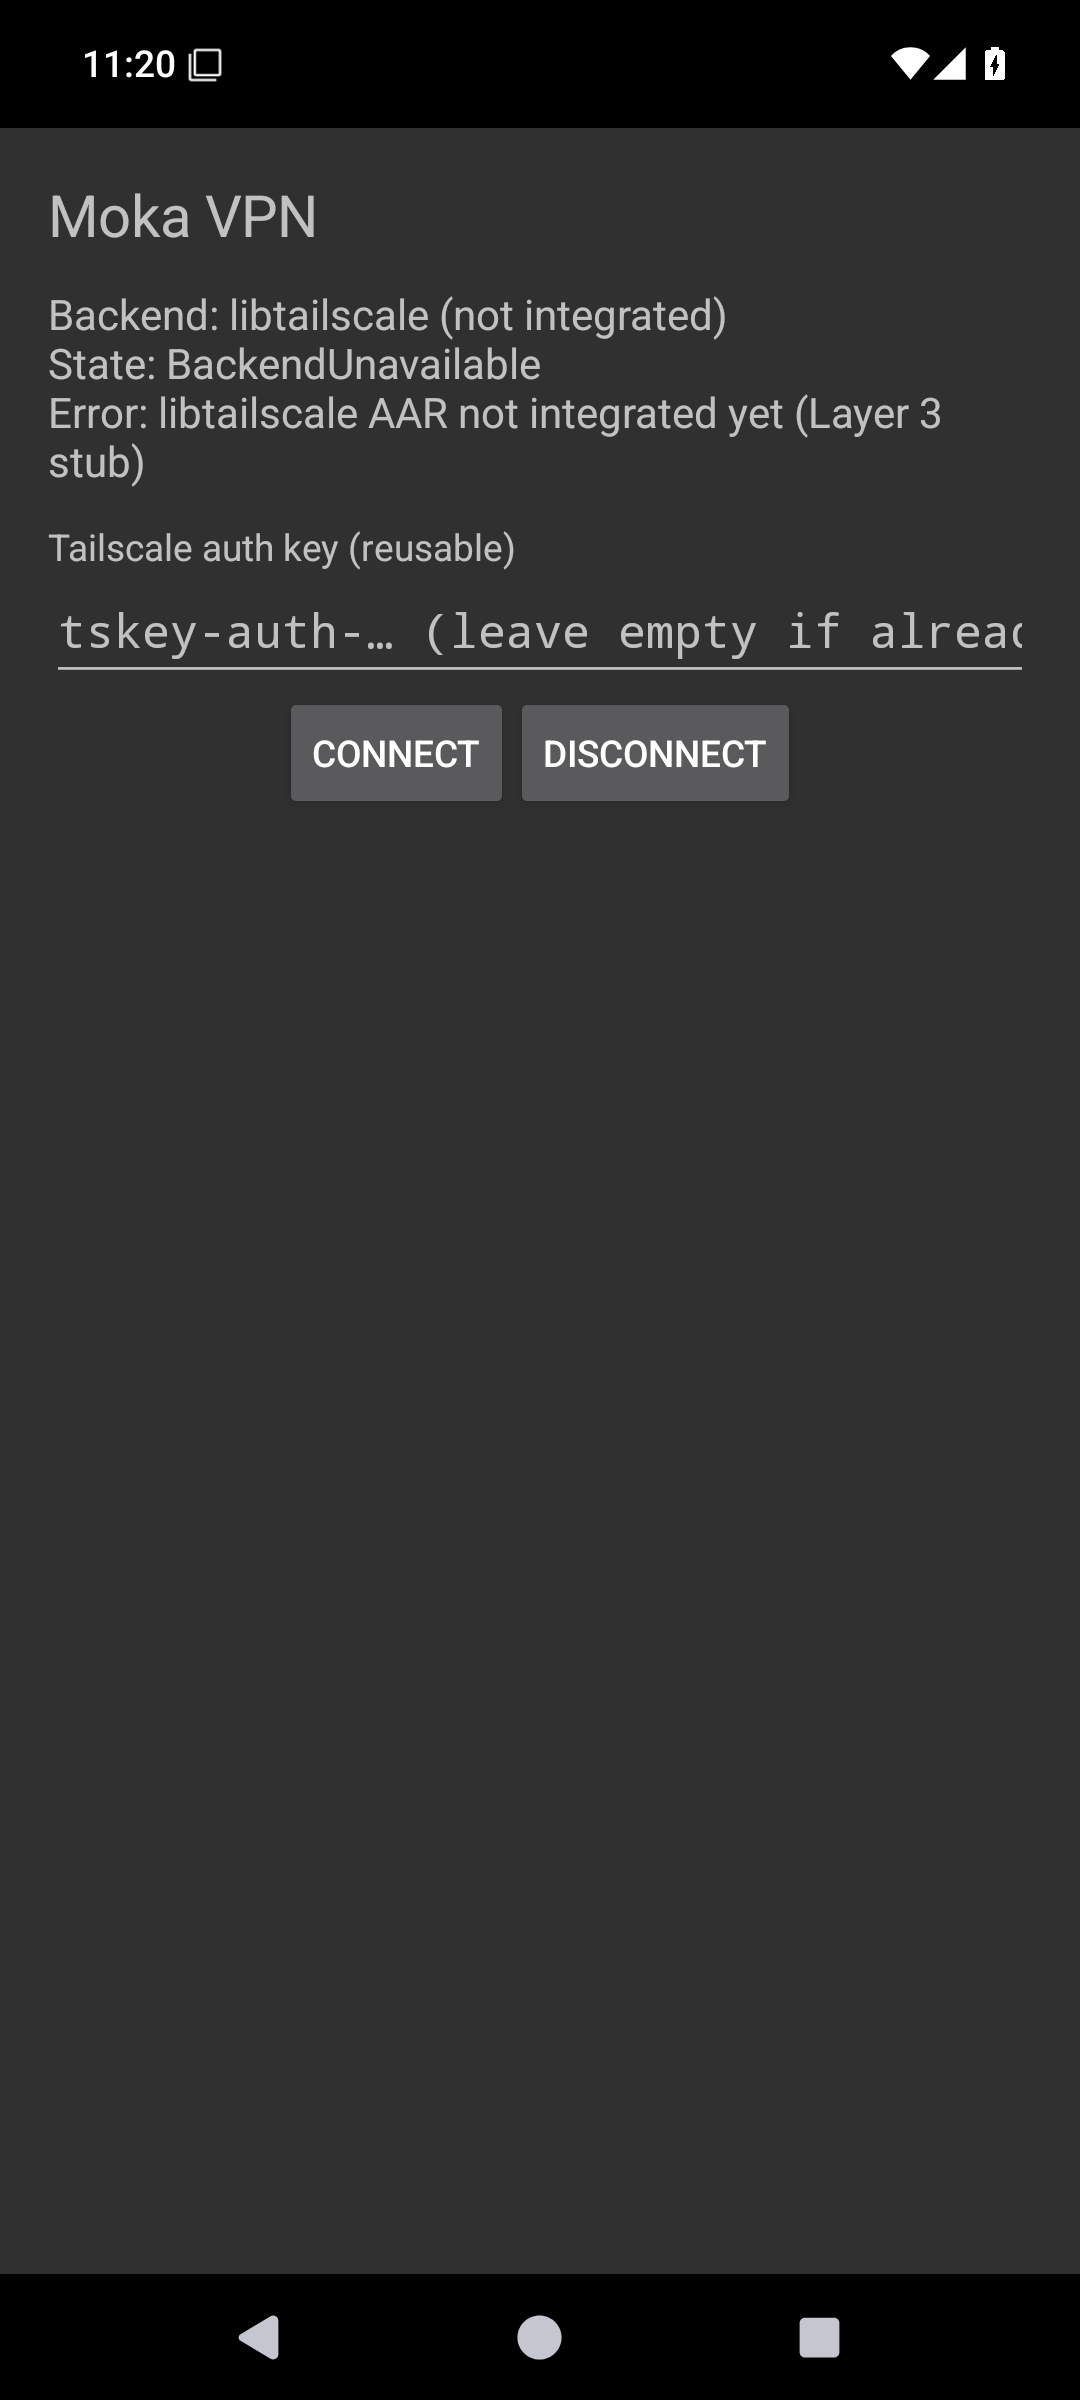 11:20
Moka VPN
Backend: libtailscale (not integrated)
State: BackendUnavailable
Error: libtailscale AAR not integrated yet (Layer 3
stub)
Tailscale auth key (reusable)
tskey-auth-… (leave empty if alread
CONNECT DISCONNECT